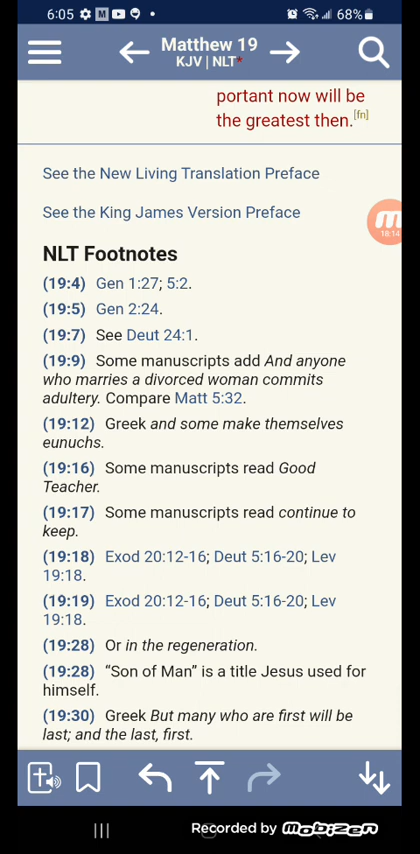 6:05 M 68%
Matthew 19
KJV | NLT*
portant now will be
the greatest then.[fn]
See the New Living Translation Preface
See the King James Version Preface
18:14
NLT Footnotes
(19:4) Gen 1:27; 5:2.
(19:5) Gen 2:24.
(19:7) See Deut 24:1.
(19:9) Some manuscripts add And anyone
who marries a divorced woman commits
adultery. Compare Matt 5:32.
(19:12) Greek and some make themselves
eunuchs.
(19:16) Some manuscripts read Good
Teacher.
(19:17) Some manuscripts read continue to
keep.
(19:18) Exod 20:12-16; Deut 5:16-20; Lev
19:18.
(19:19) Exod 20:12-16; Deut 5:16-20; Lev
19:18.
(19:28) Or in the regeneration.
(19:28) “Son of Man” is a title Jesus used for
himself.
(19:30) Greek But many who are first will be
last; and the last, first.
Recorded by mobizen